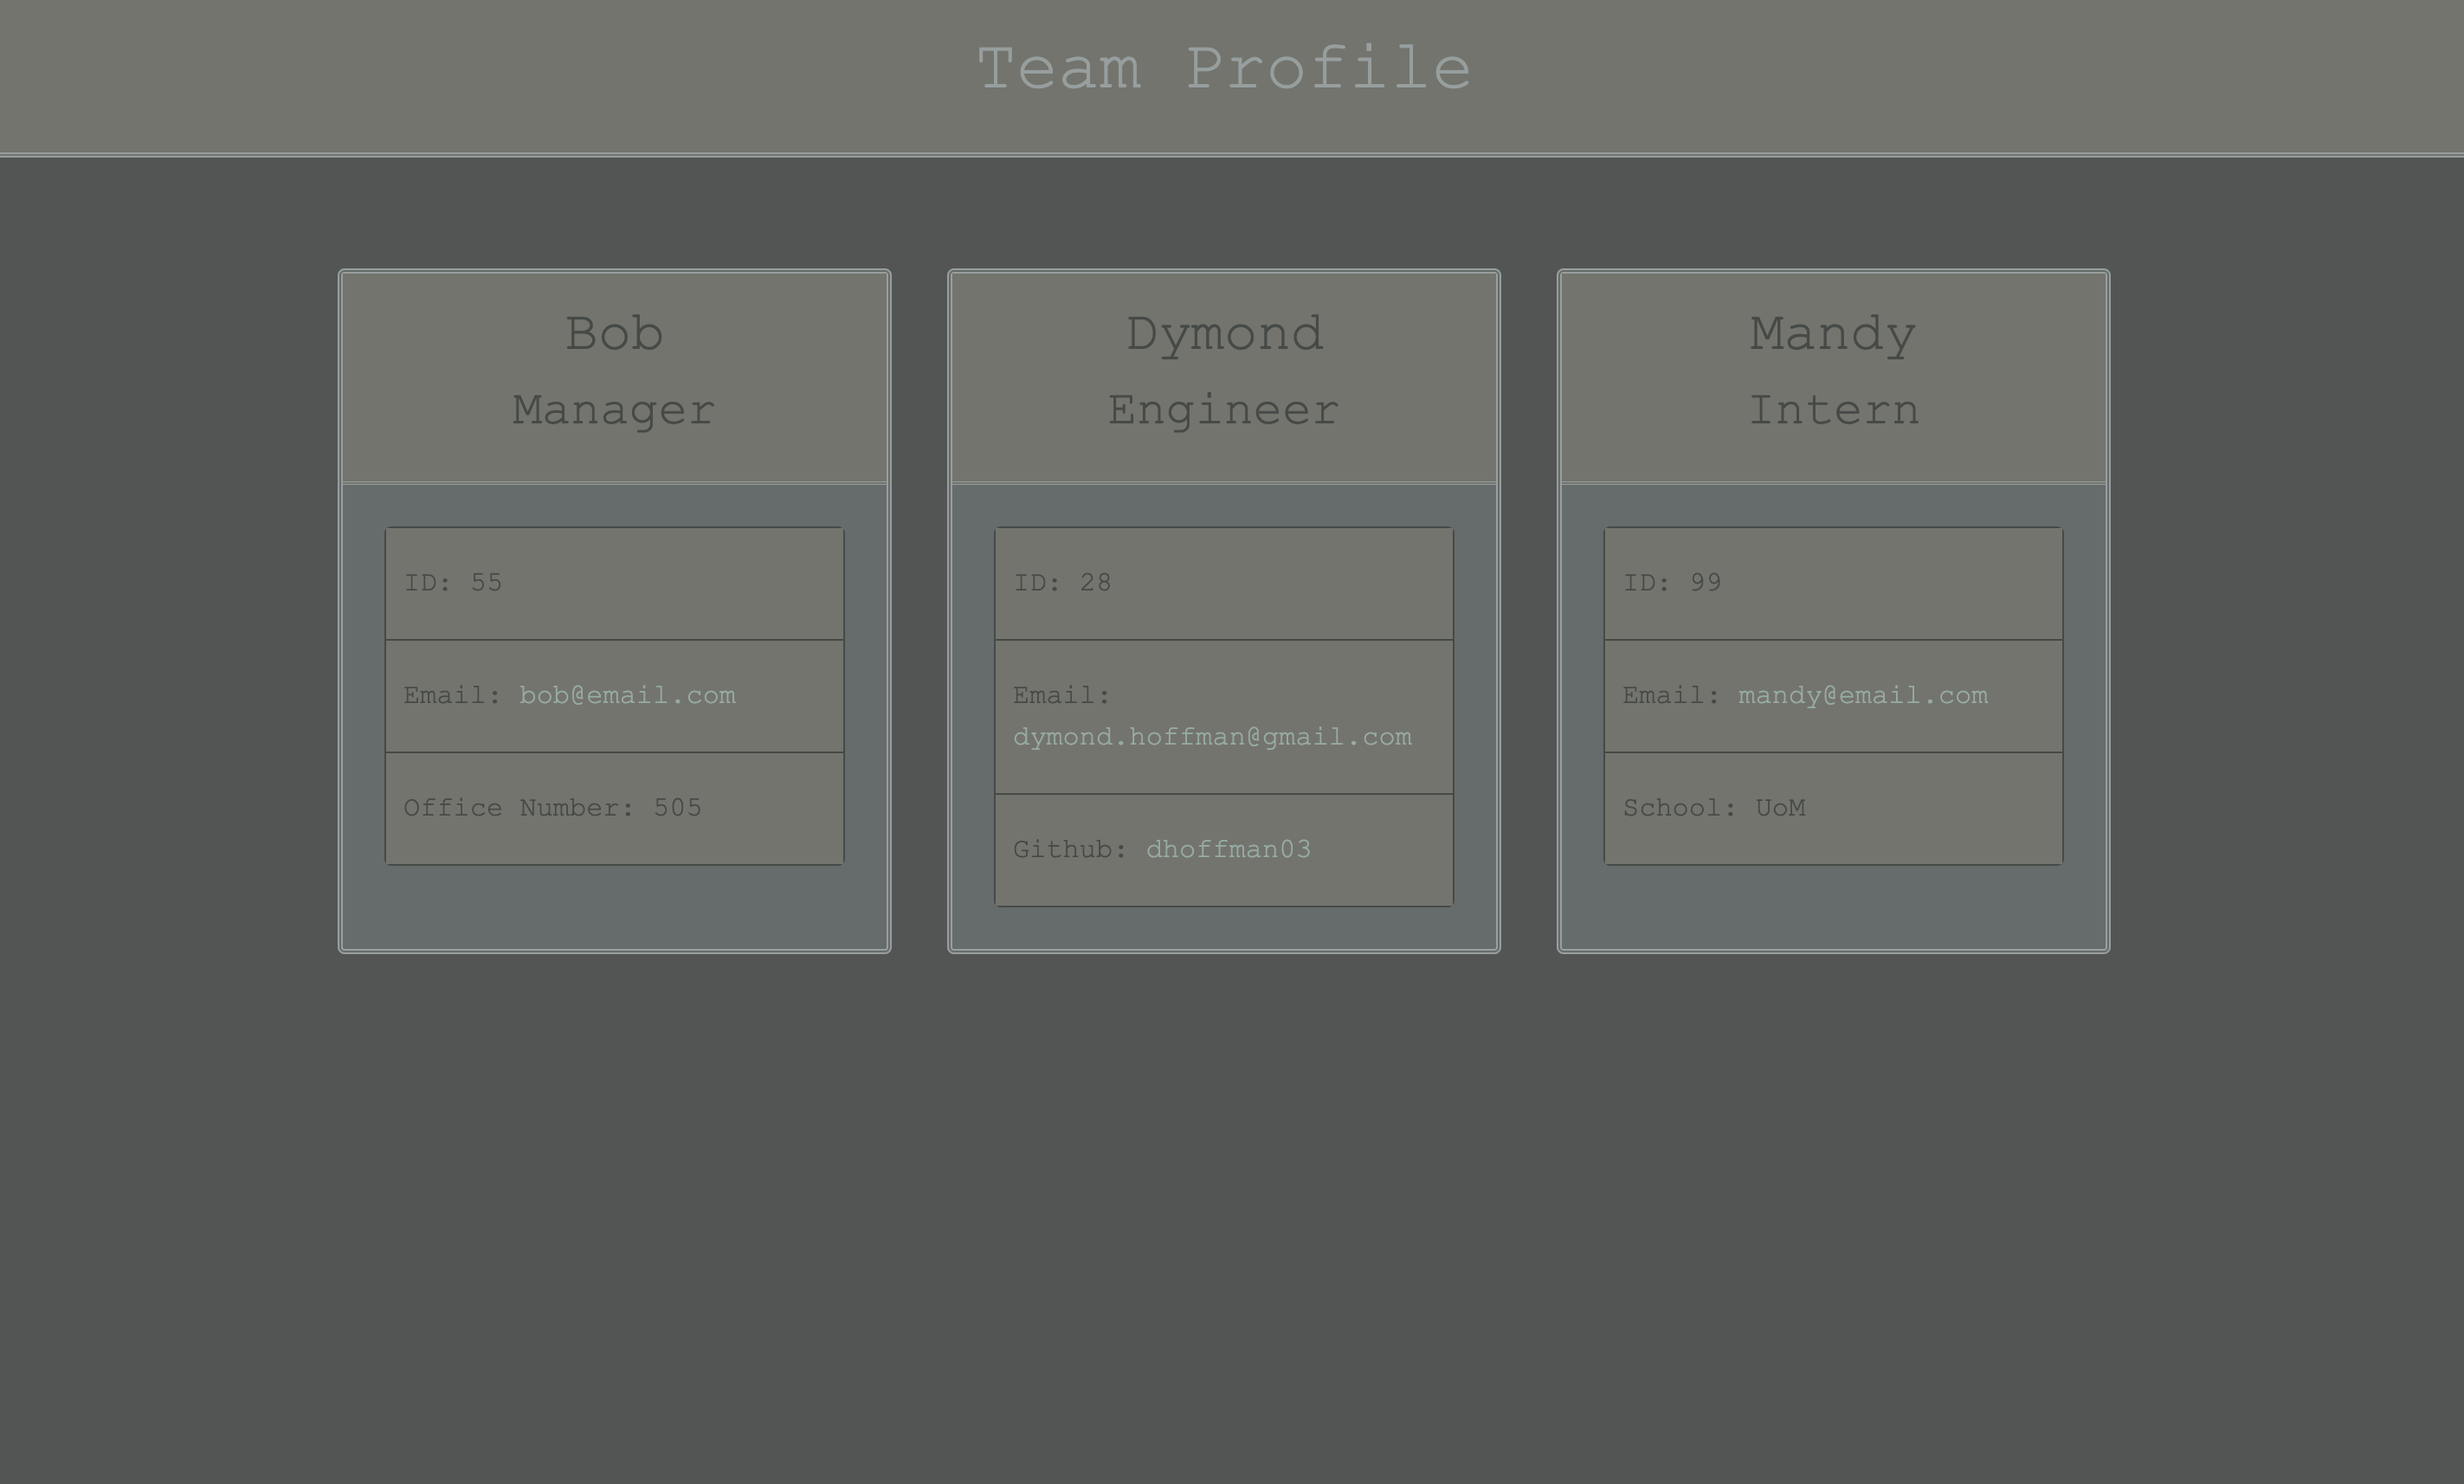 Team Profile
Bob
Manager
ID: 55
Email: bob@email.com
Office Number: 505
Dymond
Engineer
ID: 28
Email:
dymond.hoffman@gmail.com
Github: dhoffman03
Mandy
Intern
ID: 99
Email: mandy@email.com
School: UoM